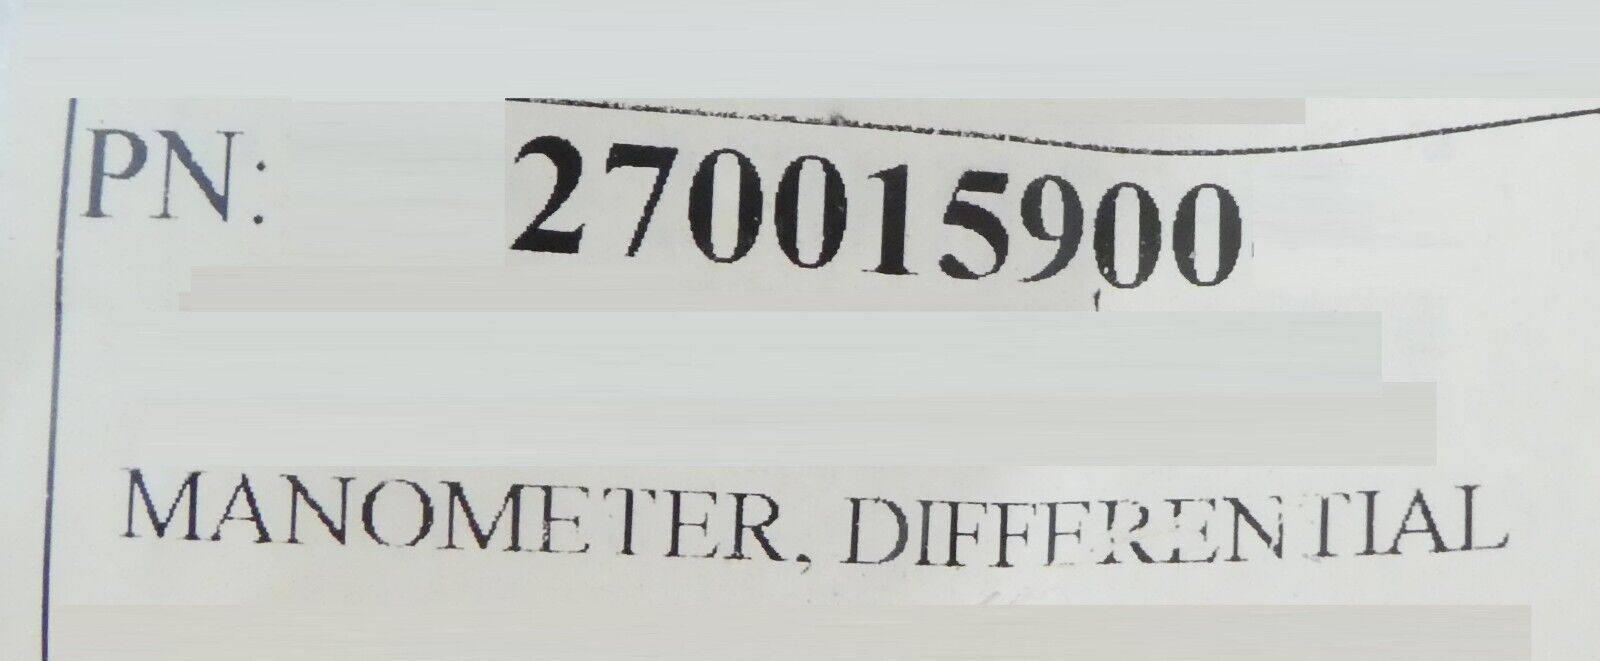 PN: 270015900
MANOMETER, DIFFERENTIAL